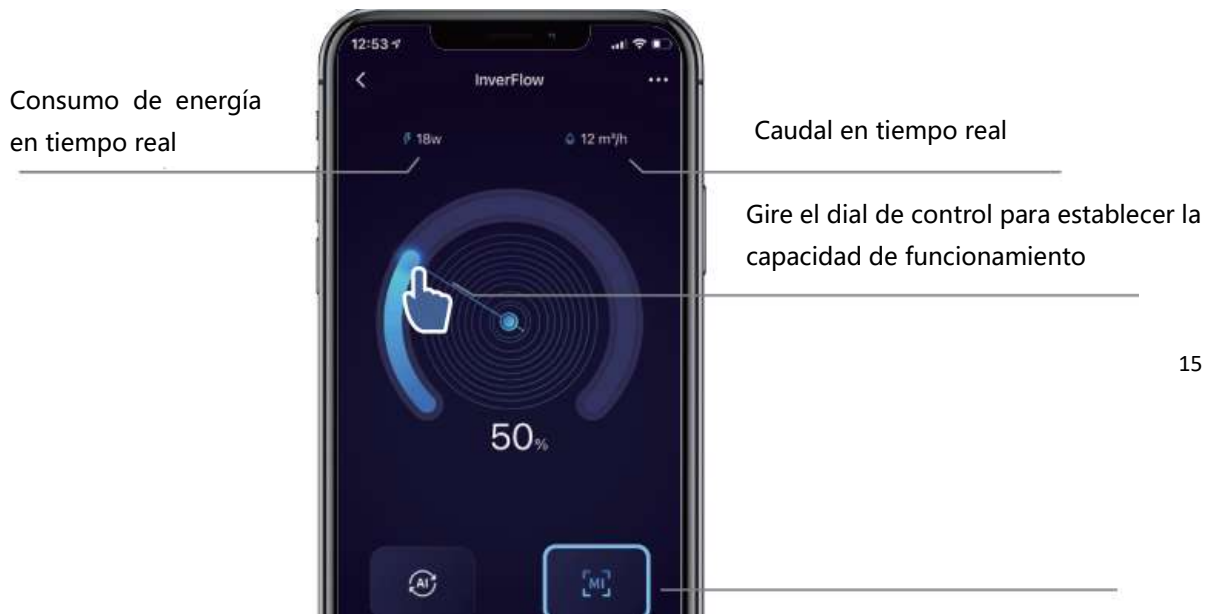 12:53
InverFlow
Consumo de energía
en tiempo real
18w
12 m³/h
Caudal en tiempo real
Gire el dial de control para establecer la
capacidad de funcionamiento
15
50%
AI
MI